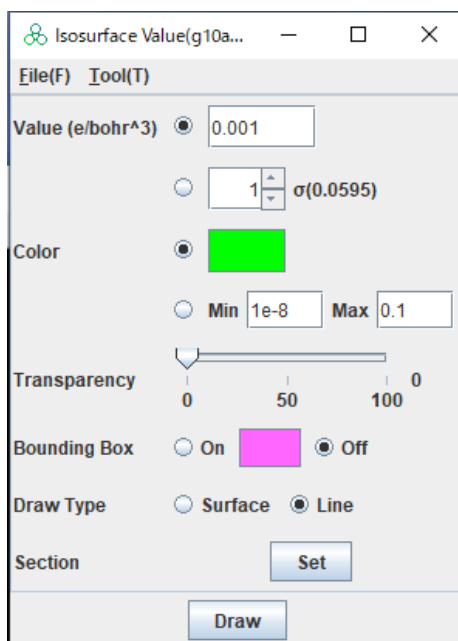 Isosurface Value(g10a...
File(F) Tool(T)
Value (e/bohr^3) 0.001
1 σ(0.0595)
Color
Min 1e-8 Max 0.1
Transparency 0
0 50 100
Bounding Box On Off
Draw Type Surface Line
Section Set
Draw